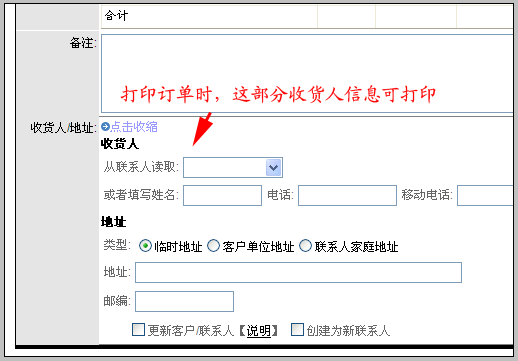 合计
备注:
打印订单时，这部分收货人信息可打印
收货人/地址: 点击收缩
收货人
从联系人读取:
或者填写姓名: 电话: 移动电话:
地址
类型: 临时地址 客户单位地址 联系人家庭地址
地址:
邮编:
更新客户/联系人【说明】 创建为新联系人